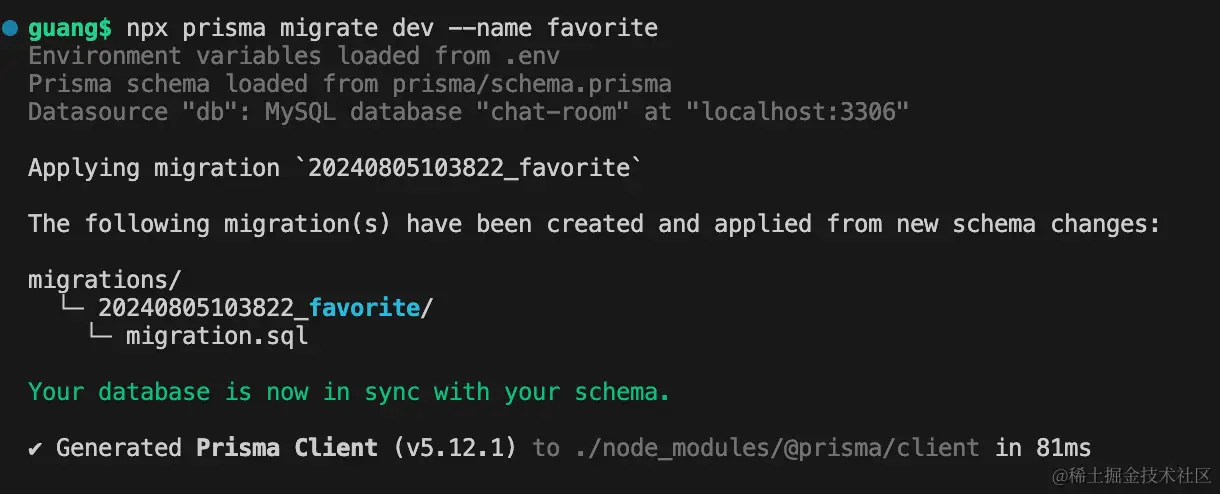 guang$ npx prisma migrate dev --name favorite
Environment variables loaded from .env
Prisma schema loaded from prisma/schema.prisma
Datasource "db": MySQL database "chat-room" at "localhost:3306"
Applying migration `20240805103822_favorite`
The following migration(s) have been created and applied from new schema changes:
migrations/
└─ 20240805103822_favorite/
└─ migration.sql
Your database is now in sync with your schema.
✔ Generated Prisma Client (v5.12.1) to ./node_modules/@prisma/client in 81ms
@稀土掘金技术社区